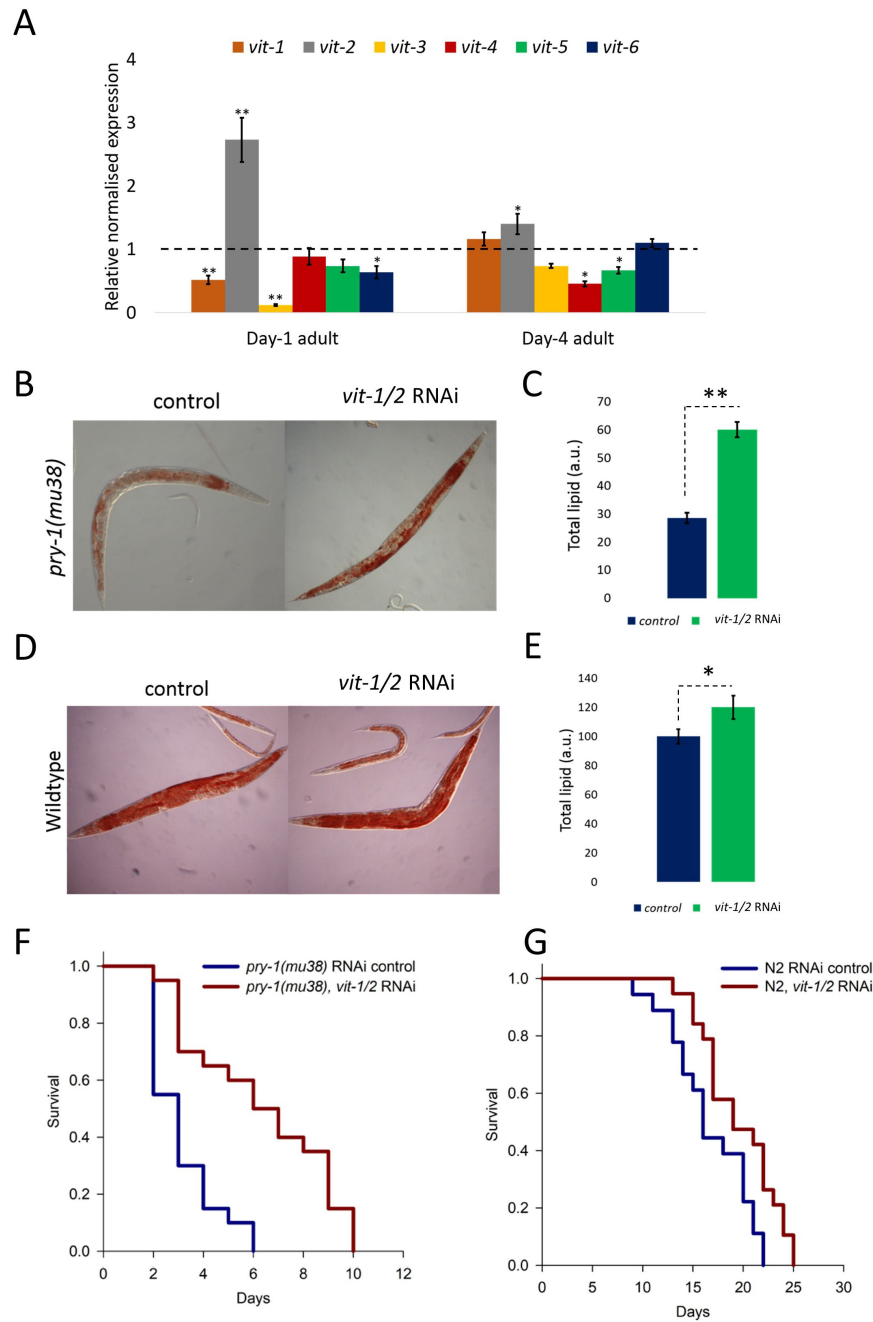 A
vit-1 vit-2 vit-3 vit-4 vit-5 vit-6
Relative normalised expression
4
3
2
1
0
**
**
**
*
*
*
*
Day-1 adult Day-4 adult
B
control vit-1/2 RNAi
pry-1(mu38)
C
**
Total lipid (a.u.)
70
60
50
40
30
20
10
0
control vit-1/2 RNAi
D
control vit-1/2 RNAi
Wildtype
E
*
Total lipid (a.u.)
140
120
100
80
60
40
20
0
control vit-1/2 RNAi
F
pry-1(mu38) RNAi control
pry-1(mu38), vit-1/2 RNAi
Survival
1.0
0.8
0.6
0.4
0.2
0.0
0 2 4 6 8 10 12
Days
G
N2 RNAi control
N2, vit-1/2 RNAi
Survival
1.0
0.8
0.6
0.4
0.2
0.0
0 5 10 15 20 25 30
Days